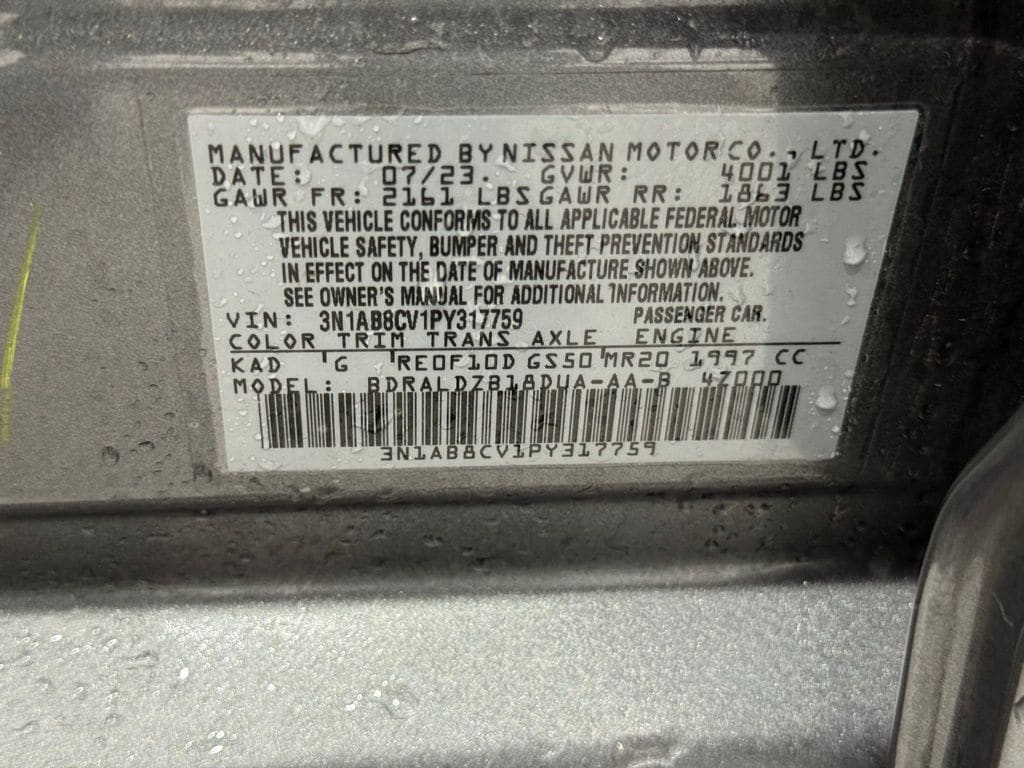 MANUFACTURED BY NISSAN MOTOR CO., LTD.
DATE: 07/23. GVWR: 4001 LBS
GAWR FR: 2161 LBS GAWR RR: 1863 LBS
THIS VEHICLE CONFORMS TO ALL APPLICABLE FEDERAL MOTOR
VEHICLE SAFETY, BUMPER AND THEFT PREVENTION STANDARDS
IN EFFECT ON THE DATE OF MANUFACTURE SHOWN ABOVE.
SEE OWNER'S MANUAL FOR ADDITIONAL INFORMATION.
VIN: 3N1AB8CV1PY317759 PASSENGER CAR.
COLOR TRIM TRANS AXLE ENGINE
KAD 'G 'RE0F10D GS50'MR20 1997 CC
MODEL: BDRALDZB18DUA-AA-B 4Z000
3N1AB8CV1PY317759